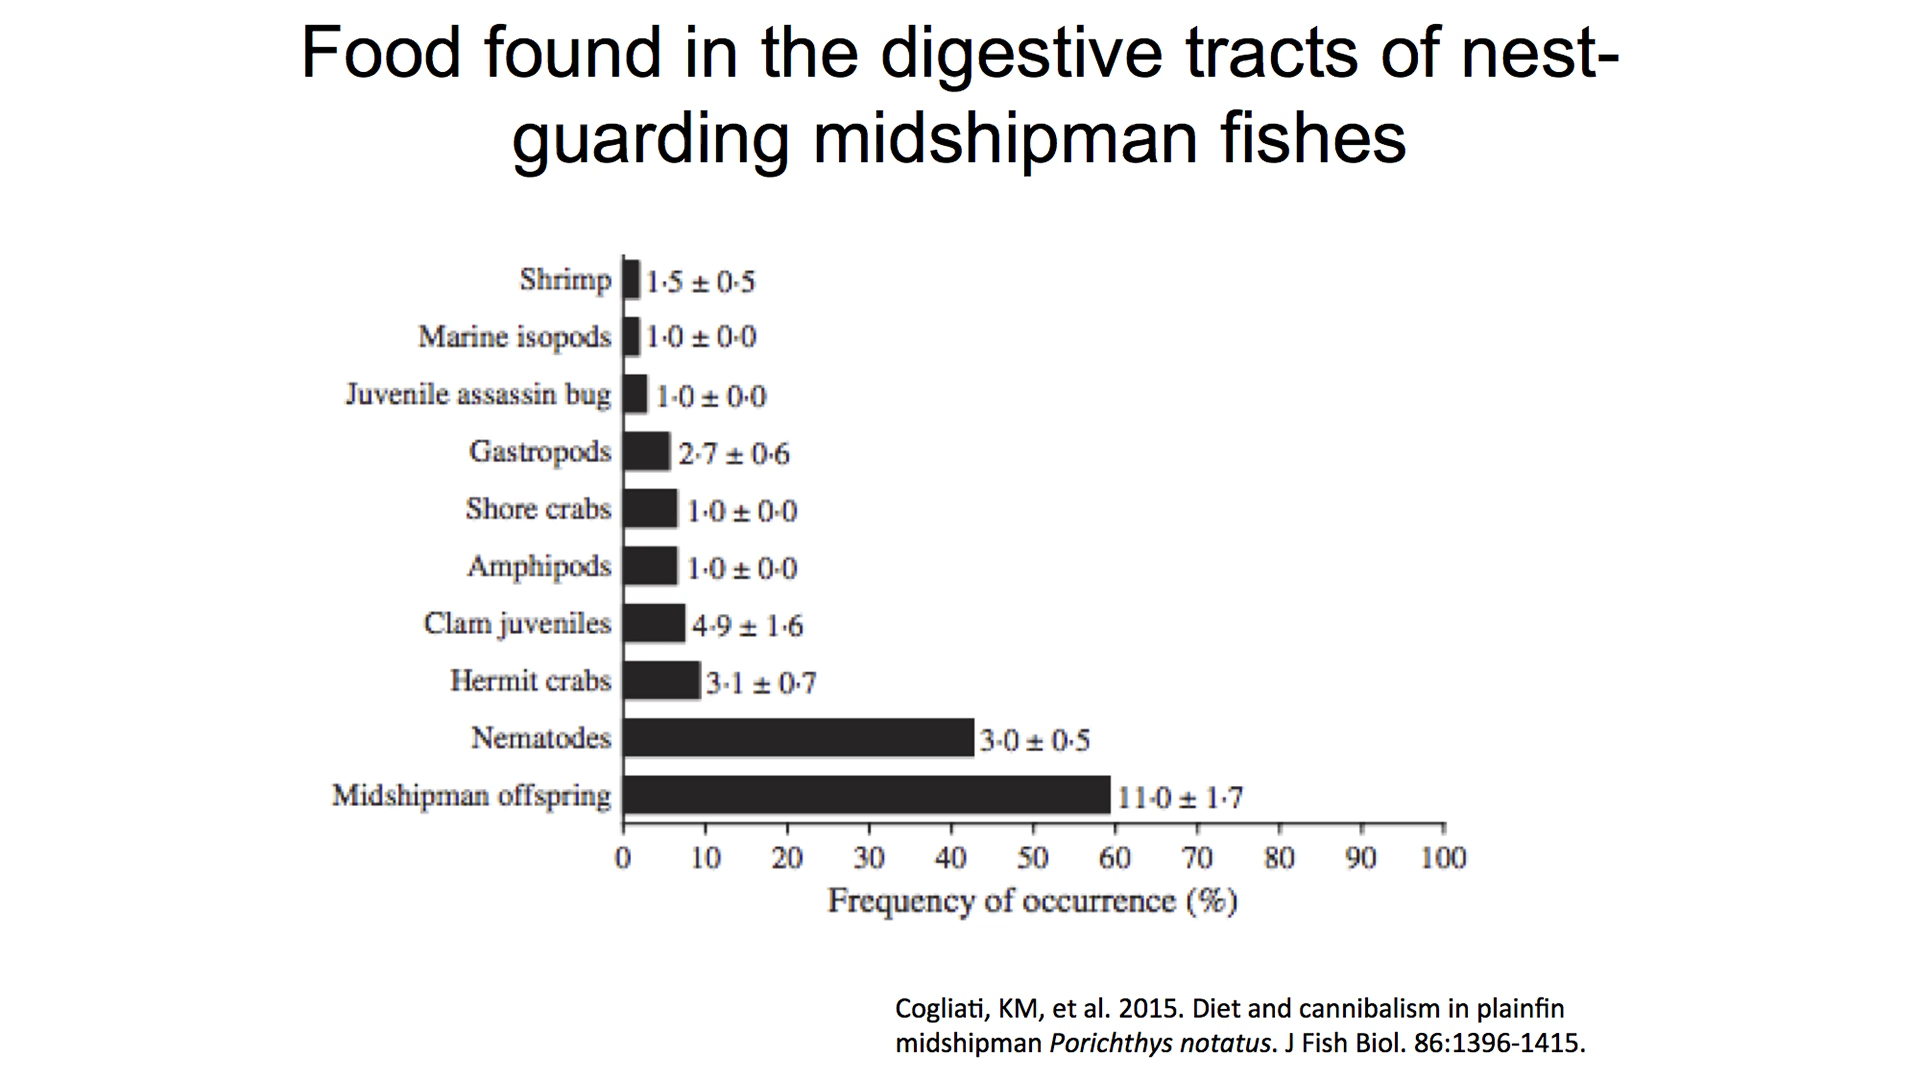 Food found in the digestive tracts of nest-
guarding midshipman fishes
Shrimp 1·5 ± 0·5
Marine isopods 1·0 ± 0·0
Juvenile assassin bug 1·0 ± 0·0
Gastropods 2·7 ± 0·6
Shore crabs 1·0 ± 0·0
Amphipods 1·0 ± 0·0
Clam juveniles 4·9 ± 1·6
Hermit crabs 3·1 ± 0·7
Nematodes 3·0 ± 0·5
Midshipman offspring 11·0 ± 1·7
0 10 20 30 40 50 60 70 80 90 100
Frequency of occurrence (%)
Cogliati, KM, et al. 2015. Diet and cannibalism in plainfin
midshipman Porichthys notatus. J Fish Biol. 86:1396-1415.